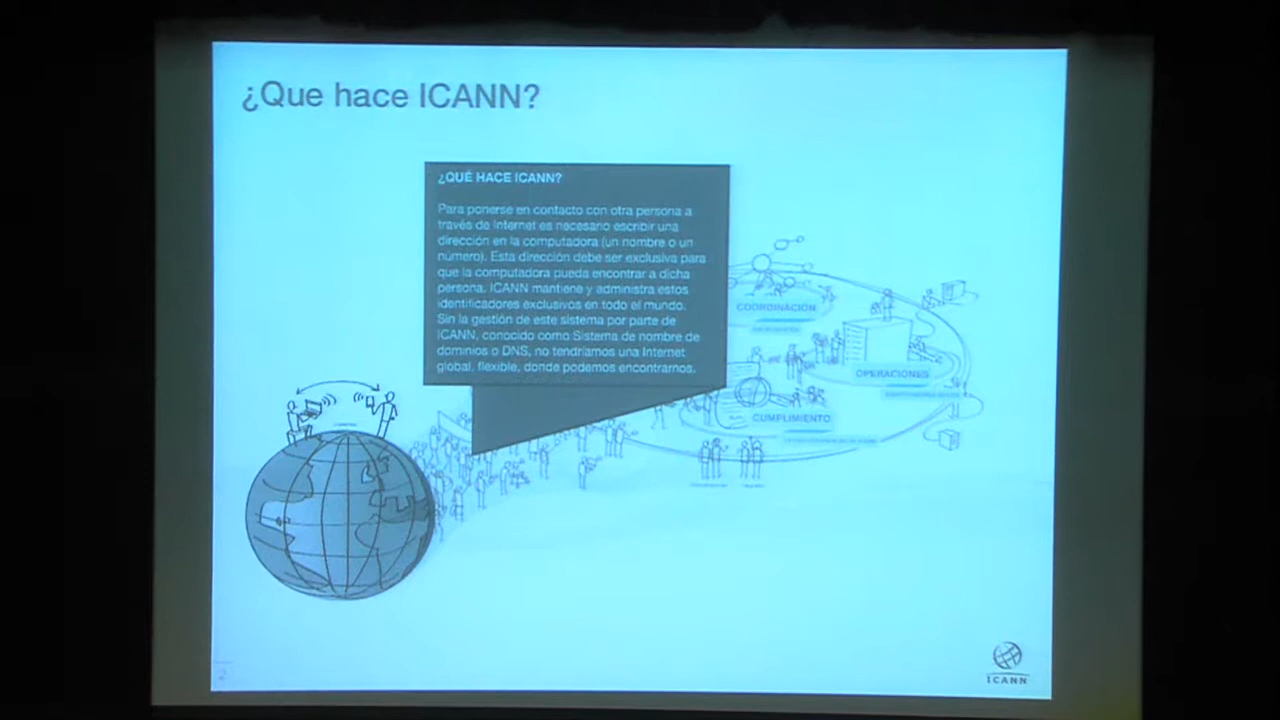 ¿Que hace ICANN?
¿QUÉ HACE ICANN?
Para ponerse en contacto con otra persona a
través de Internet es necesario escribir una
dirección en la computadora (un nombre o un
número). Esta dirección debe ser exclusiva para
que la computadora pueda encontrar a dicha
persona. ICANN mantiene y administra estos
identificadores exclusivos en todo el mundo.
Sin la gestión de este sistema por parte de
ICANN, conocido como Sistema de nombre de
dominios o DNS, no tendríamos una Internet
global, flexible, donde podemos encontrarnos.
COORDINACIÓN
OPERACIONES
CUMPLIMIENTO
2
ICANN